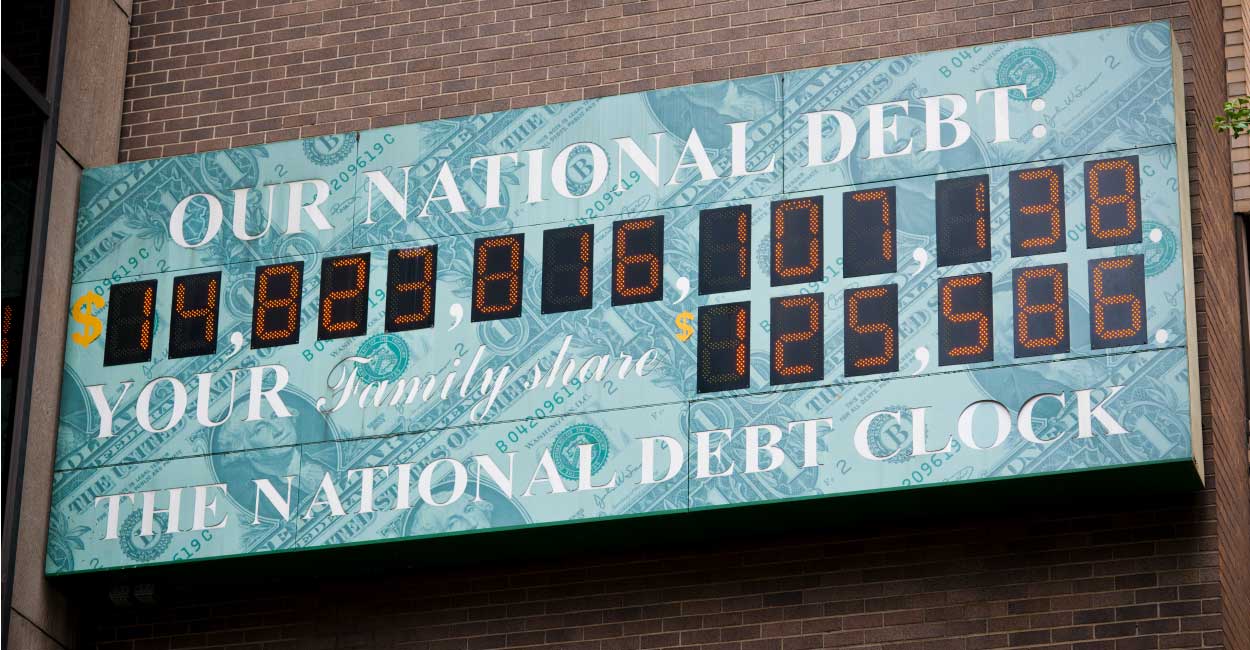 OUR NATIONAL DEBT:
$14,823,816,107,138.
YOUR Family share $125,586.
THE NATIONAL DEBT CLOCK